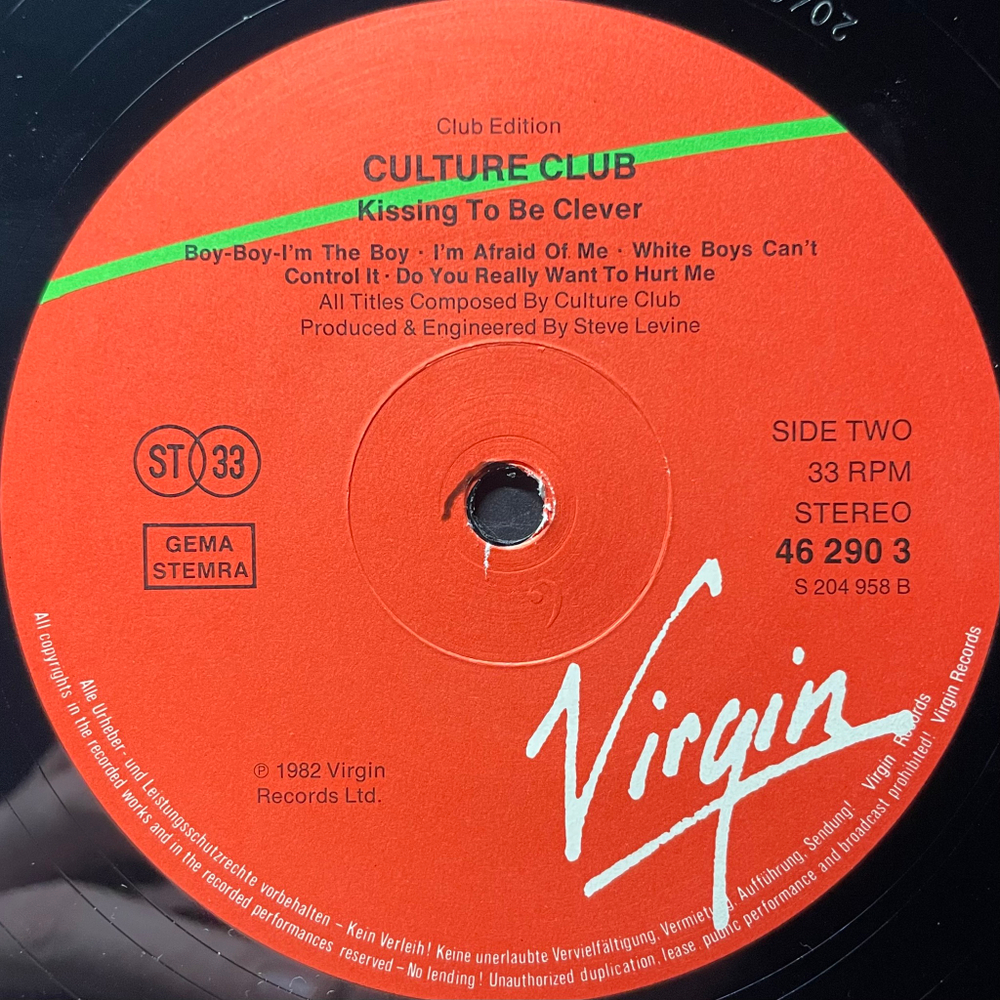 Club Edition
CULTURE CLUB
Kissing To Be Clever
Boy-Boy-I'm The Boy · I'm Afraid Of Me · White Boys Can't
Control It · Do You Really Want To Hurt Me
All Titles Composed By Culture Club
Produced & Engineered By Steve Levine
ST 33
GEMA
STEMRA
SIDE TWO
33 RPM
STEREO
46 290 3
S 204 958 B
Virgin
℗ 1982 Virgin
Records Ltd.
Alle Urheber- und Leistungsschutzrechte vorbehalten – Kein Verleih! Keine unerlaubte Vervielfältigung, Vermietung, Aufführung, Sendung! Virgin Records
All copyrights in the recorded works and in the recorded performances reserved – No lending! Unauthorized duplication, lease, public performance and broadcast prohibited! Virgin Records